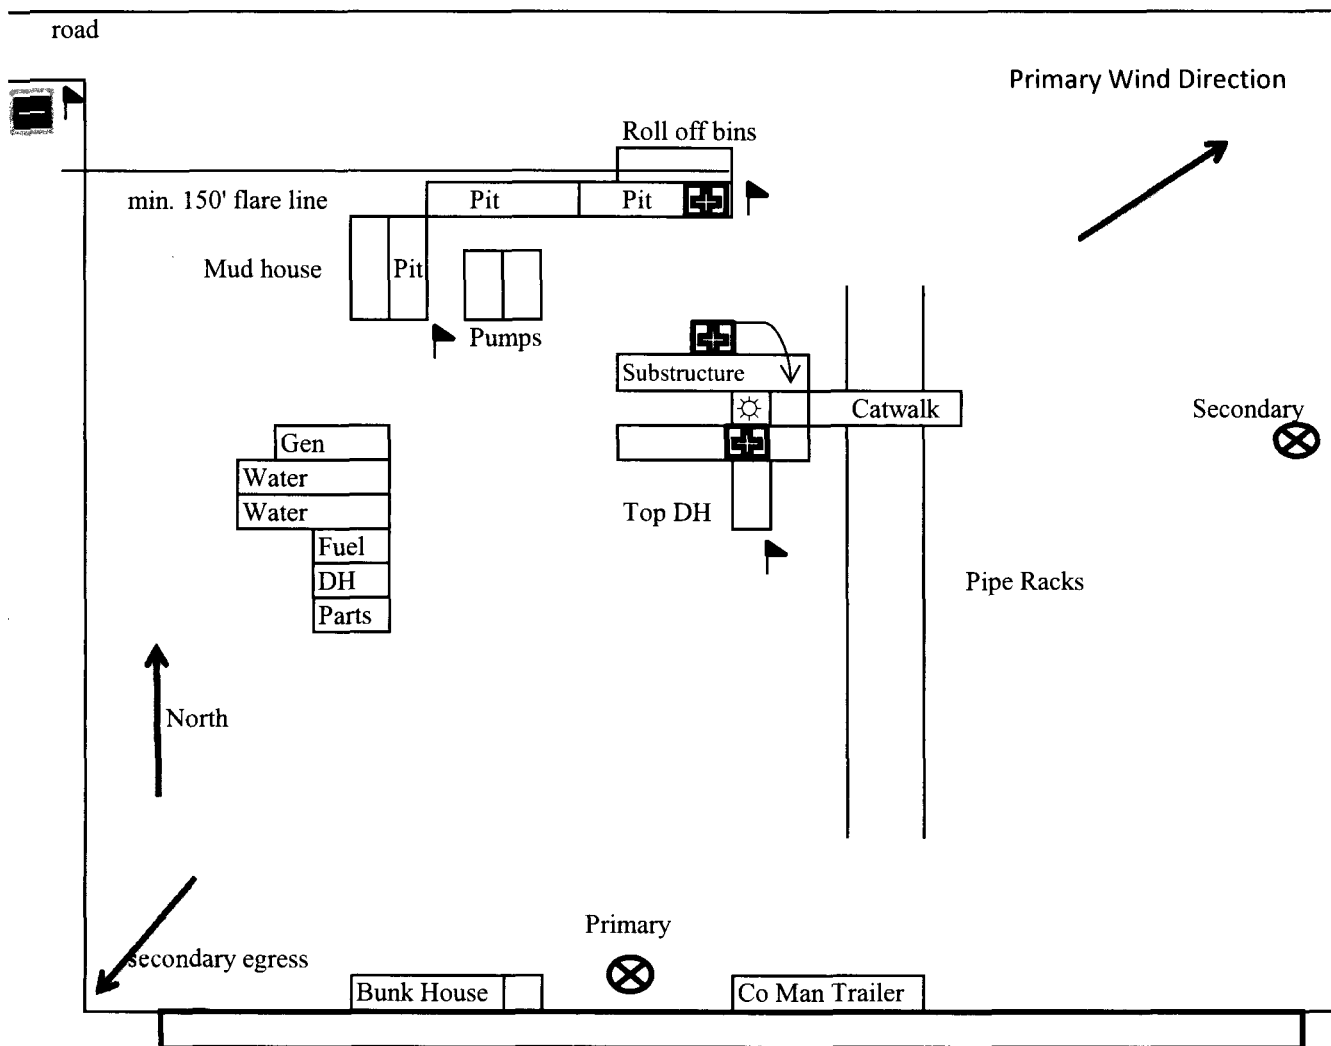 road
Primary Wind Direction
Roll off bins
min. 150' flare line
Pit
Pit
Mud house
Pit
Pumps
Substructure
Catwalk
Secondary
Gen
Water
Water
Top DH
Fuel
DH
Pipe Racks
Parts
North
Primary
secondary egress
Bunk House
Co Man Trailer